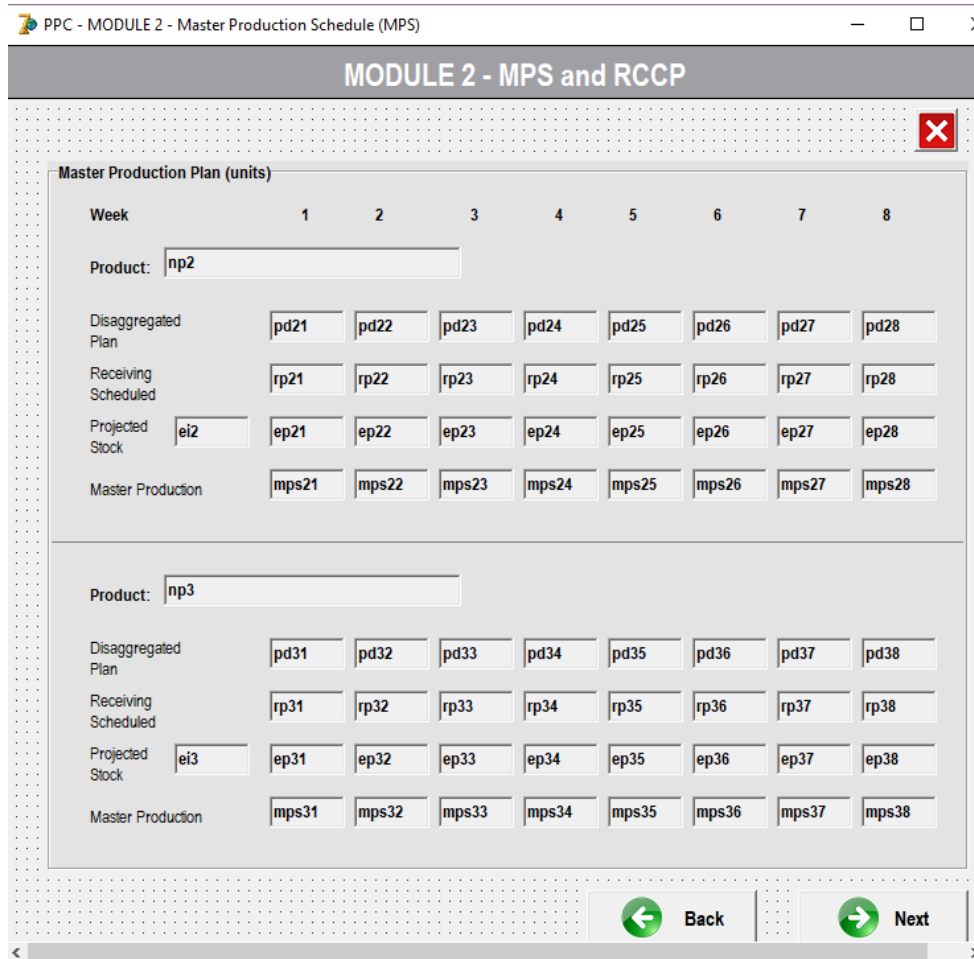 PPC - MODULE 2 - Master Production Schedule (MPS)
MODULE 2 - MPS and RCCP
Master Production Plan (units)
Week 1 2 3 4 5 6 7 8
Product: np2
Disaggregated
Plan
pd21 pd22 pd23 pd24 pd25 pd26 pd27 pd28
Receiving
Scheduled
rp21 rp22 rp23 rp24 rp25 rp26 rp27 rp28
Projected
Stock
ei2 ep21 ep22 ep23 ep24 ep25 ep26 ep27 ep28
Master Production mps21 mps22 mps23 mps24 mps25 mps26 mps27 mps28
Product: np3
Disaggregated
Plan
pd31 pd32 pd33 pd34 pd35 pd36 pd37 pd38
Receiving
Scheduled
rp31 rp32 rp33 rp34 rp35 rp36 rp37 rp38
Projected
Stock
ei3 ep31 ep32 ep33 ep34 ep35 ep36 ep37 ep38
Master Production mps31 mps32 mps33 mps34 mps35 mps36 mps37 mps38
Back Next